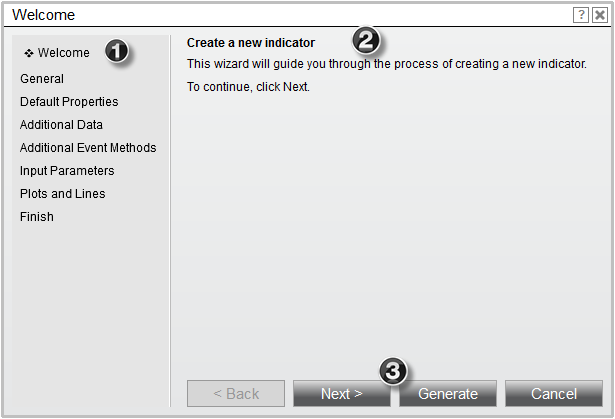 Welcome ?
❖ Welcome 1
General
Default Properties
Additional Data
Additional Event Methods
Input Parameters
Plots and Lines
Finish
Create a new indicator 2
This wizard will guide you through the process of creating a new indicator.
To continue, click Next.
3
< Back Next > Generate Cancel